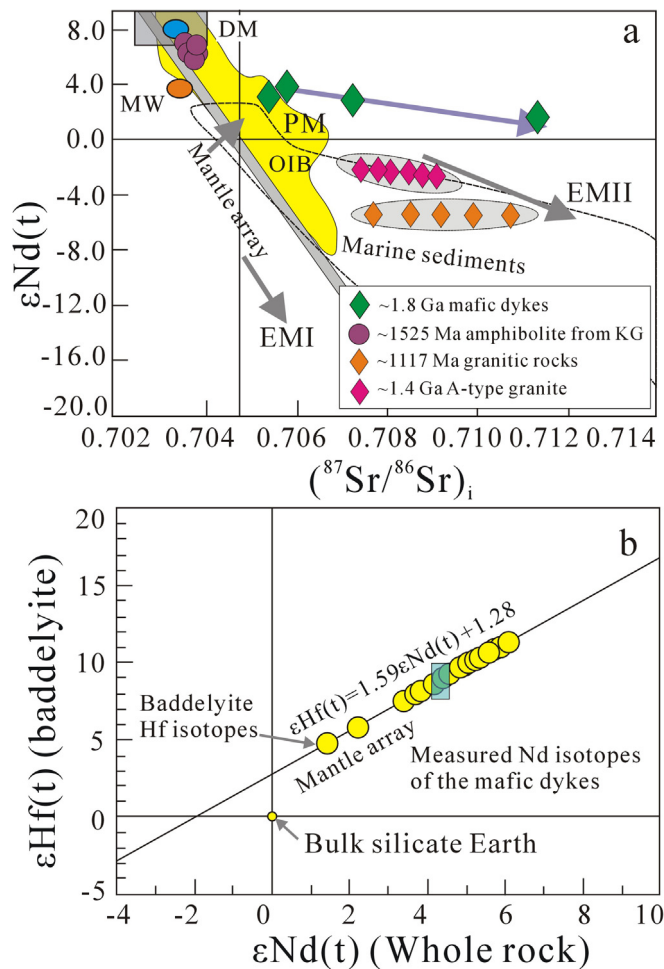 a
8.0
4.0
0.0
-4.0
-8.0
-12.0
-16.0
-20.0
εNd(t)
DM
MW
PM
OIB
Mantle array
EMI
EMII
Marine sediments
~1.8 Ga mafic dykes
~1525 Ma amphibolite from KG
~1117 Ma granitic rocks
~1.4 Ga A-type granite
0.702 0.704 0.706 0.708 0.710 0.712 0.714
(⁸⁷Sr/⁸⁶Sr)ᵢ
b
20
15
10
5
0
-5
εHf(t) (baddelyite)
εHf(t)=1.59εNd(t)+1.28
Baddelyite
Hf isotopes
Mantle array
Measured Nd isotopes
of the mafic dykes
Bulk silicate Earth
-4 -2 0 2 4 6 8 10
εNd(t) (Whole rock)